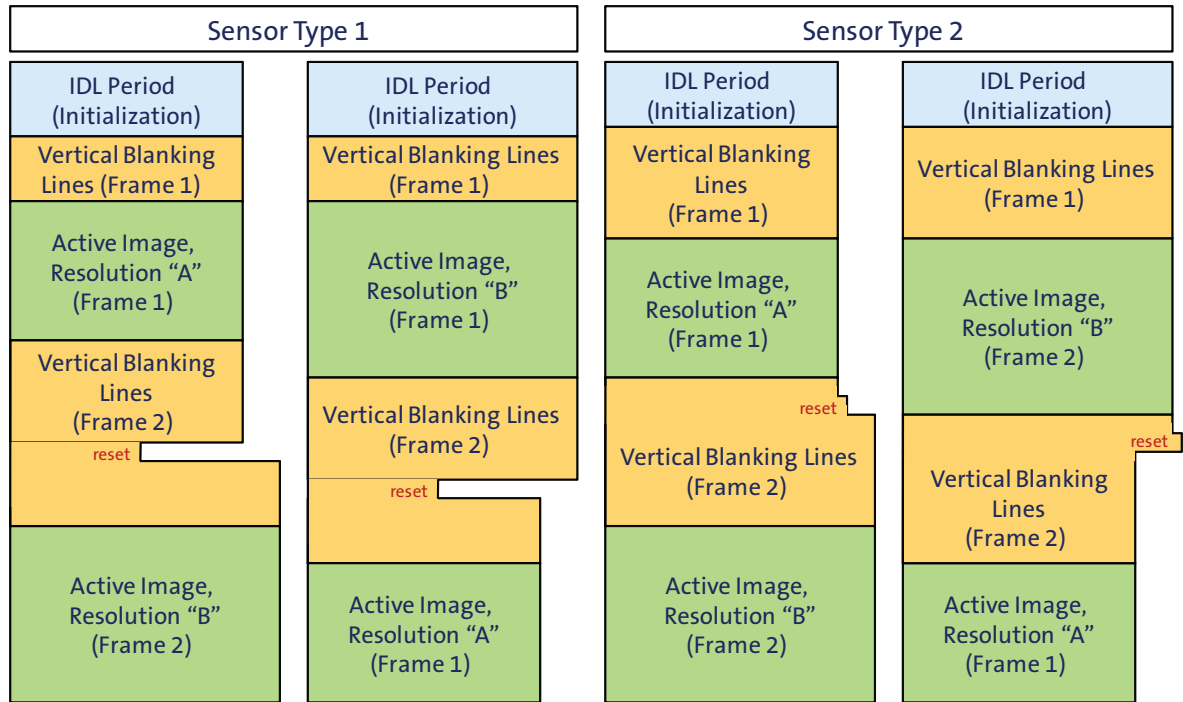 Sensor Type 1
IDL Period
(Initialization)
Vertical Blanking
Lines (Frame 1)
Active Image,
Resolution “A”
(Frame 1)
Vertical Blanking
Lines
(Frame 2)
reset
Active Image,
Resolution “B”
(Frame 2)
IDL Period
(Initialization)
Vertical Blanking Lines
(Frame 1)
Active Image,
Resolution “B”
(Frame 1)
Vertical Blanking Lines
(Frame 2)
reset
Active Image,
Resolution “A”
(Frame 1)
Sensor Type 2
IDL Period
(Initialization)
Vertical Blanking
Lines
(Frame 1)
Active Image,
Resolution “A”
(Frame 1)
reset
Vertical Blanking Lines
(Frame 2)
Active Image,
Resolution “B”
(Frame 2)
IDL Period
(Initialization)
Vertical Blanking Lines
(Frame 1)
Active Image,
Resolution “B”
(Frame 2)
reset
Vertical Blanking
Lines
(Frame 2)
Active Image,
Resolution “A”
(Frame 1)